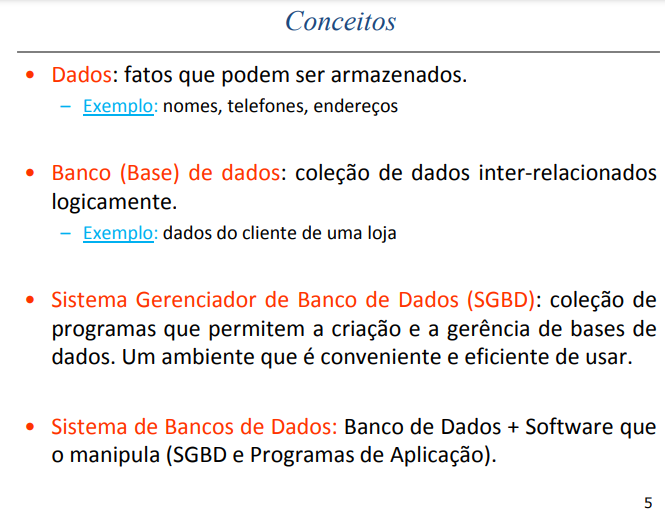 Conceitos
• Dados: fatos que podem ser armazenados.
– Exemplo: nomes, telefones, endereços
• Banco (Base) de dados: coleção de dados inter-relacionados
logicamente.
– Exemplo: dados do cliente de uma loja
• Sistema Gerenciador de Banco de Dados (SGBD): coleção de
programas que permitem a criação e a gerência de bases de
dados. Um ambiente que é conveniente e eficiente de usar.
• Sistema de Bancos de Dados: Banco de Dados + Software que
o manipula (SGBD e Programas de Aplicação).
5